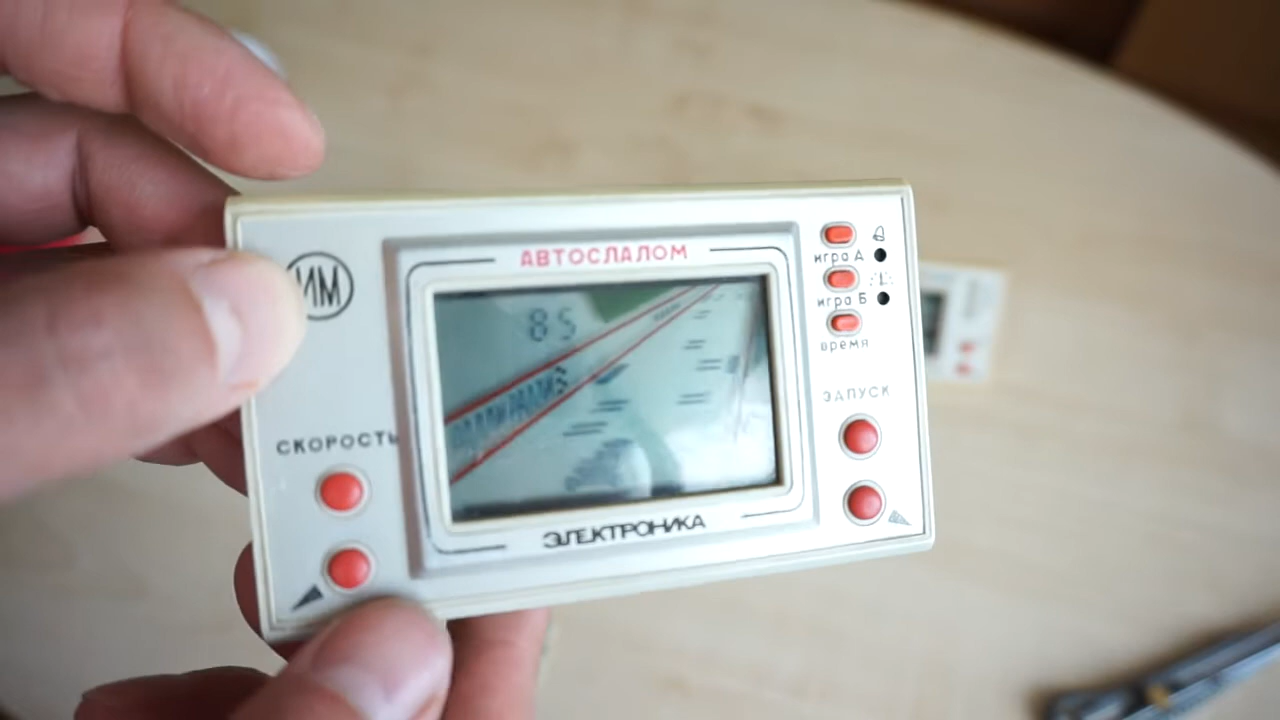 АВТОСЛАЛОМ
ИМ
игра А
игра Б
время
85
ЗАПУСК
СКОРОСТЬ
ЭЛЕКТРОНИКА